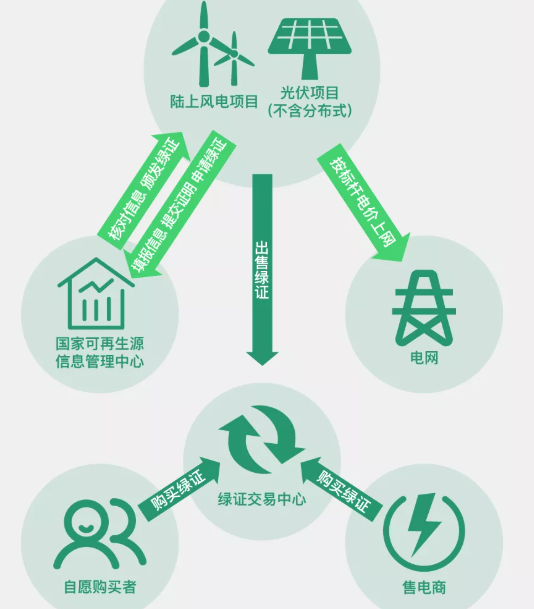 陆上风电项目
光伏项目
(不含分布式)
核对信息 颁发绿证
填报信息 提交证明 申请绿证
按标杆电价上网
出售绿证
国家可再生源
信息管理中心
电网
绿证交易中心
购买绿证
购买绿证
自愿购买者
售电商